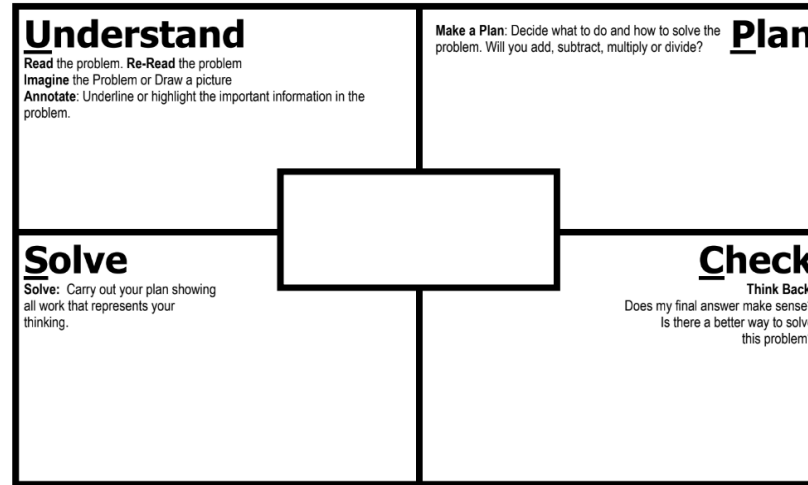 Understand
Read the problem. Re-Read the problem
Imagine the Problem or Draw a picture
Annotate: Underline or highlight the important information in the
problem.
Make a Plan: Decide what to do and how to solve the
problem. Will you add, subtract, multiply or divide?
Plan
Solve
Solve: Carry out your plan showing
all work that represents your
thinking.
Check
Think Back
Does my final answer make sense?
Is there a better way to solve
this problem?